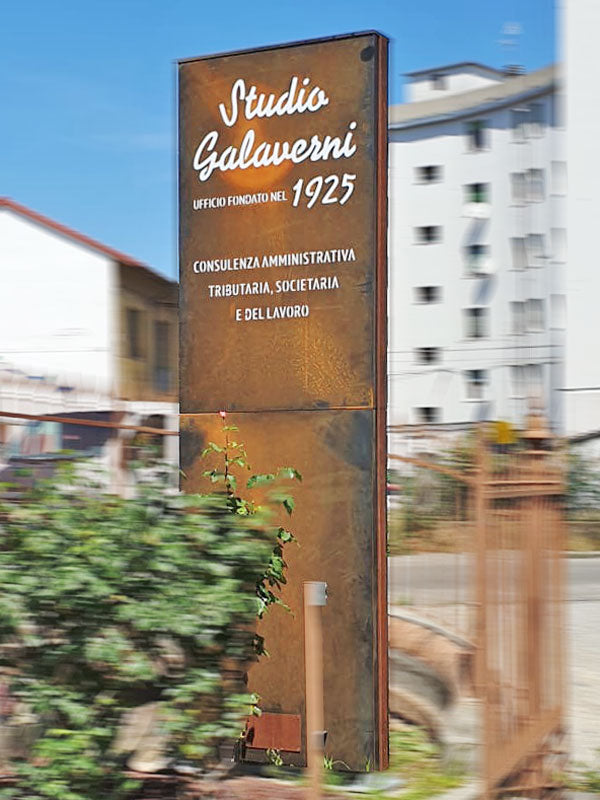 Studio
Galaverni
UFFICIO FONDATO NEL 1925
CONSULENZA AMMINISTRATIVA
TRIBUTARIA, SOCIETARIA
E DEL LAVORO